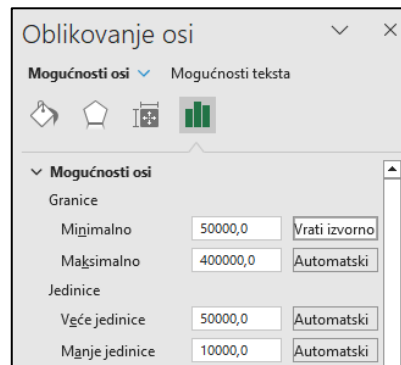 Oblikovanje osi
Mogućnosti osi Mogućnosti teksta
Mogućnosti osi
Granice
Minimalno 50000,0 Vrati izvorno
Maksimalno 400000,0 Automatski
Jedinice
Veće jedinice 50000,0 Automatski
Manje jedinice 10000,0 Automatski